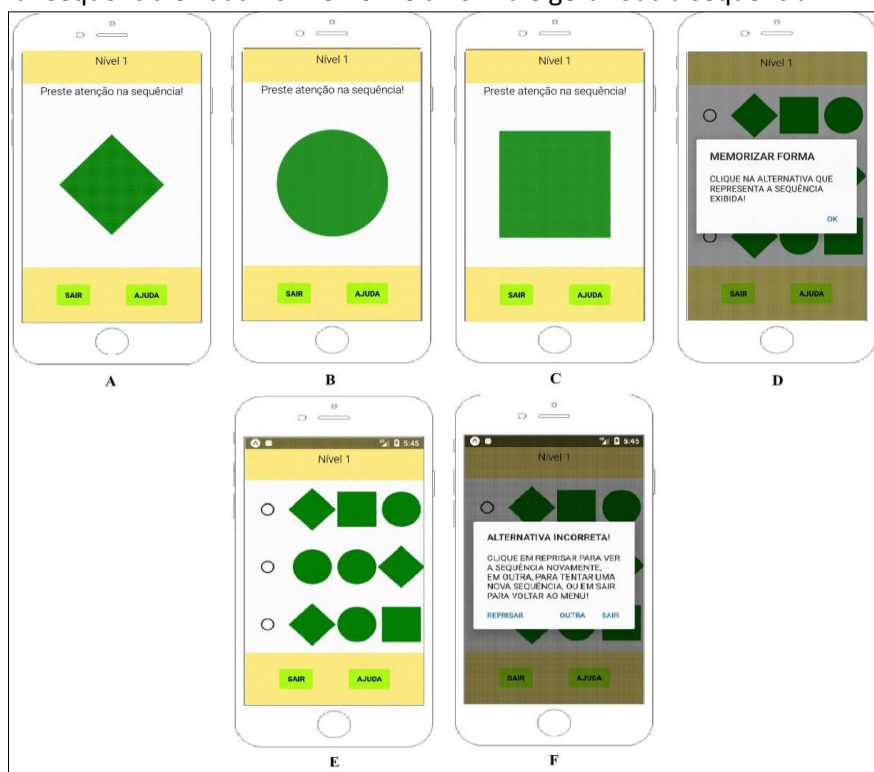 Nível 1
Preste atenção na sequência!
SAIR AJUDA
A
Nível 1
Preste atenção na sequência!
SAIR AJUDA
B
Nível 1
Preste atenção na sequência!
SAIR AJUDA
C
Nível 1
MEMORIZAR FORMA
CLIQUE NA ALTERNATIVA QUE
REPRESENTA A SEQUÊNCIA
EXIBIDA!
OK
SAIR AJUDA
D
5:45
Nível 1
SAIR AJUDA
E
5:45
Nível 1
ALTERNATIVA INCORRETA!
CLIQUE EM REPRISAR PARA VER
A SEQUÊNCIA NOVAMENTE,
EM OUTRA, PARA TENTAR UMA
NOVA SEQUÊNCIA, OU EM SAIR
PARA VOLTAR AO MENU!
REPRISAR OUTRA SAIR
SAIR AJUDA
F